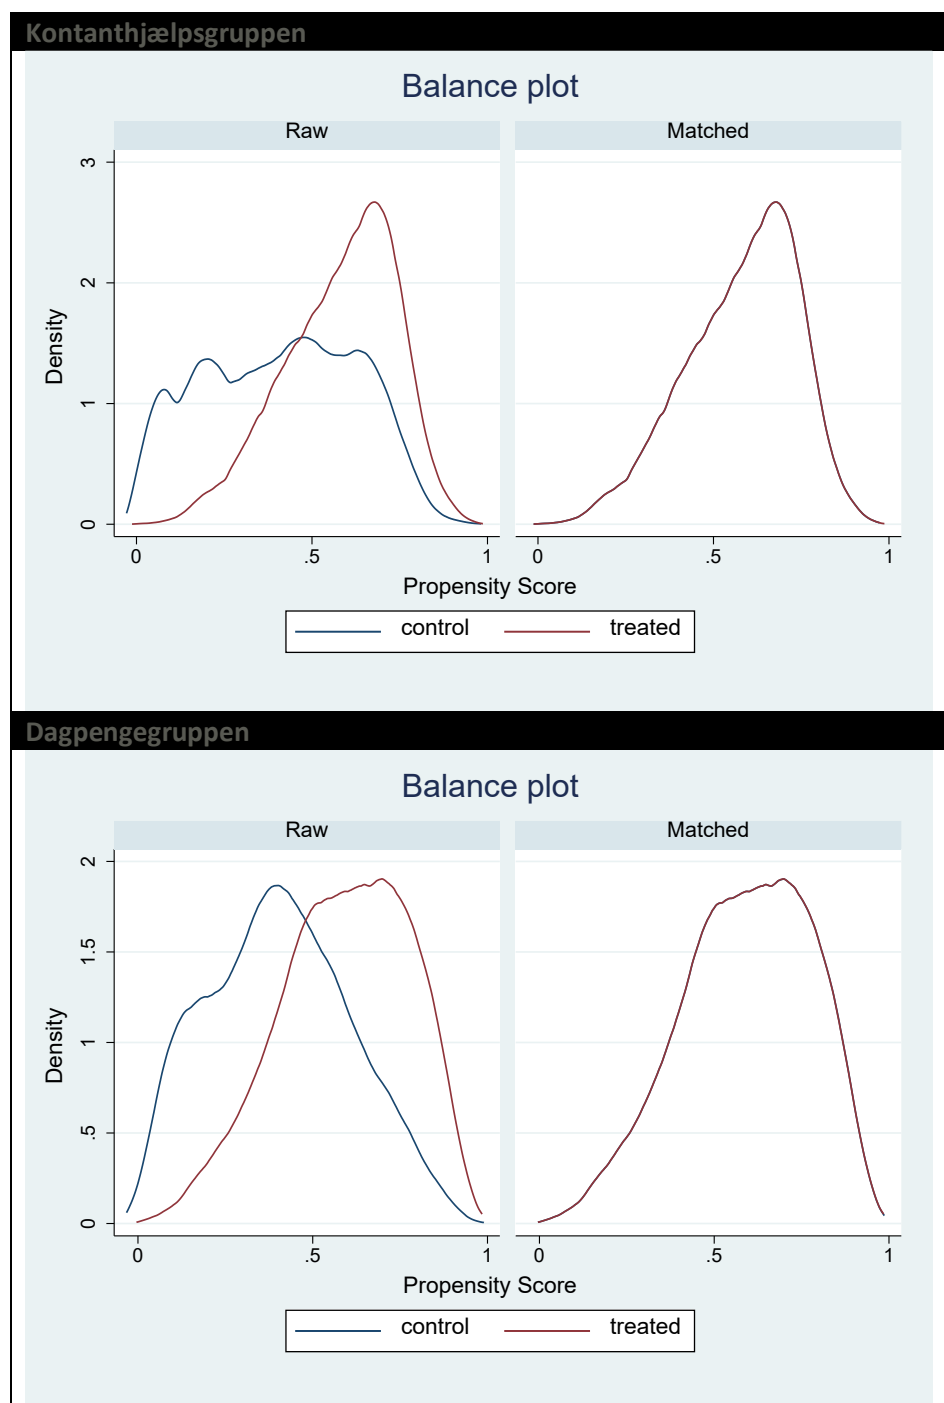 Kontanthjælpsgruppen
Balance plot
Raw
Matched
Density
3
2
1
0
0
.5
1
0
.5
1
Propensity Score
control
treated
Dagpengegruppen
Balance plot
Raw
Matched
Density
2
1.5
1
.5
0
0
.5
1
0
.5
1
Propensity Score
control
treated